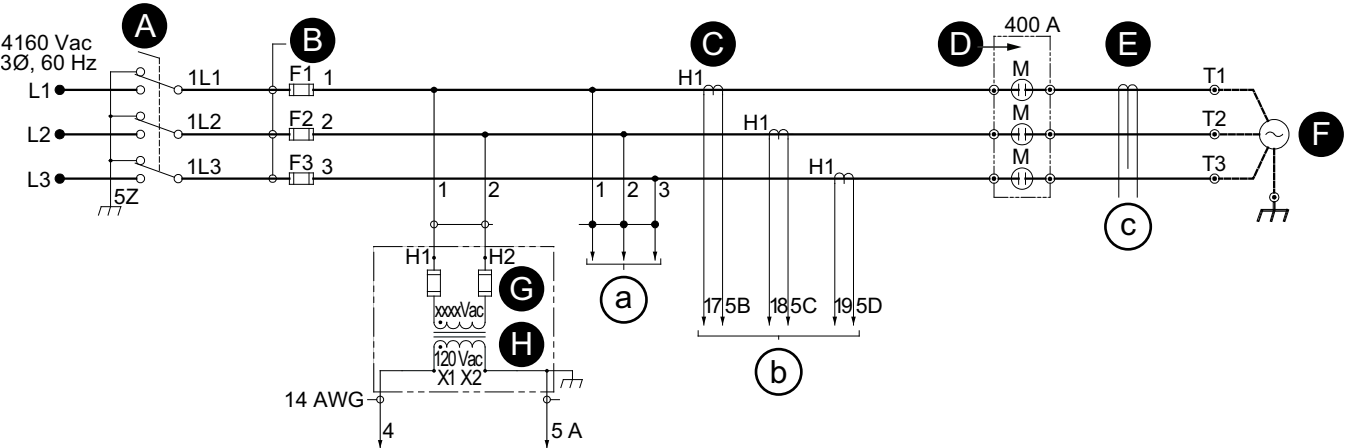 A
B
C
D
400 A
E
4160 Vac
3Ø, 60 Hz
L1
1L1
F1
1
H1
M
T1
L2
1L2
F2
2
H1
M
T2
F
L3
1L3
F3
3
H1
M
T3
5Z
1
2
1
2
3
c
H1
H2
G
a
17
5B
18
5C
19
5D
xxxxVac
H
120 Vac
X1 X2
b
14 AWG
4
5 A